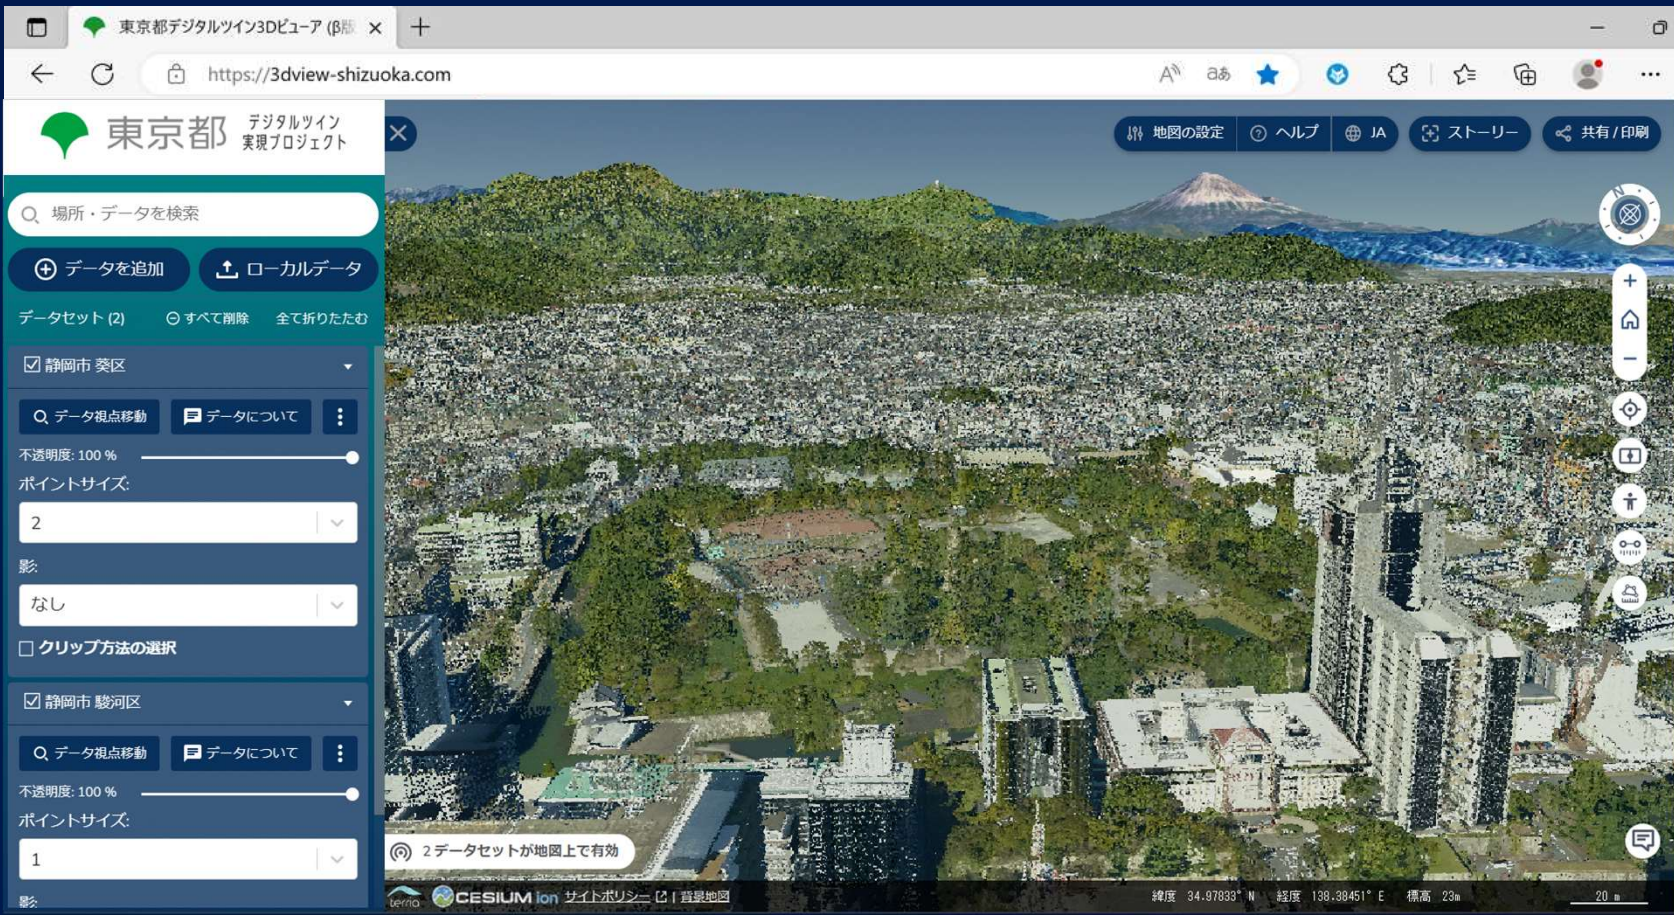 東京都デジタルツイン3Dビューア (β版
https://3dview-shizuoka.com
東京都 デジタルツイン
実現プロジェクト
地図の設定 ヘルプ JA ストーリー 共有 / 印刷
場所・データを検索
データを追加 ローカルデータ
データセット (2) すべて削除 全て折りたたむ
静岡市 葵区
データ視点移動 データについて
不透明度: 100 %
ポイントサイズ:
2
影:
なし
クリップ方法の選択
静岡市 駿河区
データ視点移動 データについて
不透明度: 100 %
ポイントサイズ:
1
影:
N
2 データセットが地図上で有効
terria CESIUM ion サイトポリシー | 背景地図
緯度 34.97833° N 経度 138.38451° E 標高 23m 20 m